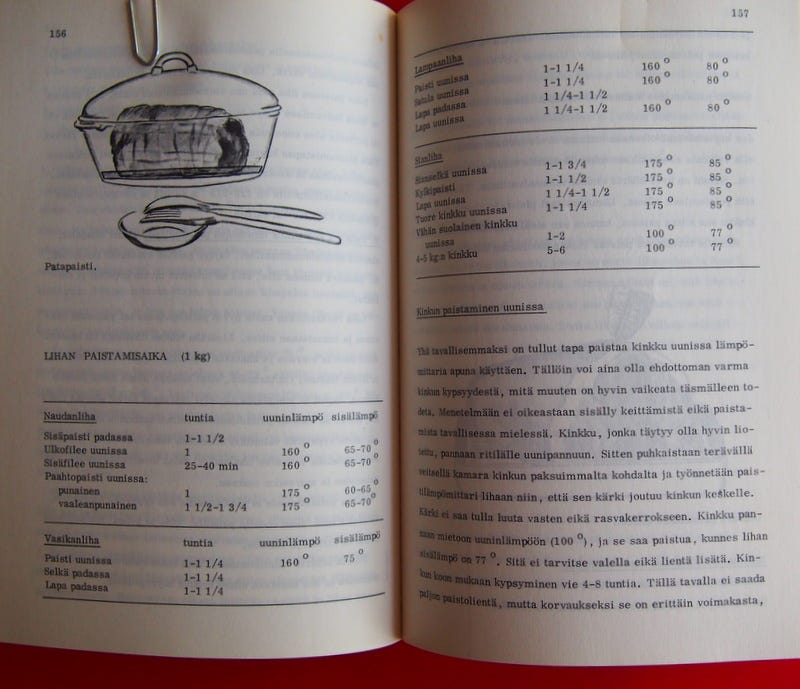 156
Patapaisti.
LIHAN PAISTAMISAIKA (1 kg)
Naudanliha tuntia uuninlämpö sisälämpö
Sisäpaisti padassa 1-1 1/2
Ulkofilee uunissa 1 160 ° 65-70 °
Sisäfilee uunissa 25-40 min 160 ° 65-70 °
Paahtopaisti uunissa:
punainen 1 175 ° 60-65 °
vaaleanpunainen 1 1/2-1 3/4 175 ° 65-70 °
Vasikanliha tuntia uuninlämpö sisälämpö
Paisti uunissa 1-1 1/4 160 ° 75 °
Selkä padassa 1-1 1/4
Lapa padassa 1-1 1/4
157
Lampaanliha
Paisti uunissa 1-1 1/4 160 ° 80 °
Satula uunissa 1-1 1/4 160 ° 80 °
Lapa padassa 1 1/4-1 1/2
Lapa uunissa 1 1/4-1 1/2 160 ° 80 °
Sianliha
Sianselkä uunissa 1-1 3/4 175 ° 85 °
Kylkipaisti 1-1 1/2 175 ° 85 °
Lapa uunissa 1 1/4-1 1/2 175 ° 85 °
Tuore kinkku uunissa 1-1 1/4 175 ° 85 °
Vähän suolainen kinkku
uunissa 1-2 100 ° 77 °
4-5 kg:n kinkku 5-6 100 ° 77 °
Kinkun paistaminen uunissa
Yhä tavallisemmaksi on tullut tapa paistaa kinkku uunissa lämpö-
mittaria apuna käyttäen. Tällöin voi aina olla ehdottoman varma
kinkun kypsyydestä, mitä muuten on hyvin vaikeata täsmälleen to-
deta. Menetelmään ei oikeastaan sisälly keittämistä eikä paista-
mista tavallisessa mielessä. Kinkku, jonka täytyy olla hyvin lio-
tettu, pannaan ritilälle uunipannuun. Sitten puhkaistaan terävällä
veitsellä kamara kinkun paksuimmalta kohdalta ja työnnetään pais-
tilämpömittari lihaan niin, että sen kärki joutuu kinkun keskelle.
Kärki ei saa tulla luuta vasten eikä rasvakerrokseen. Kinkku pan-
naan mietoon uuninlämpöön (100 °), ja se saa paistua, kunnes lihan
sisälämpö on 77 °. Sitä ei tarvitse valella eikä lientä lisätä. Kin-
kun koon mukaan kypsyminen vie 4-8 tuntia. Tällä tavalla ei saada
paljon paistolientä, mutta korvaukseksi se on erittäin voimakasta,